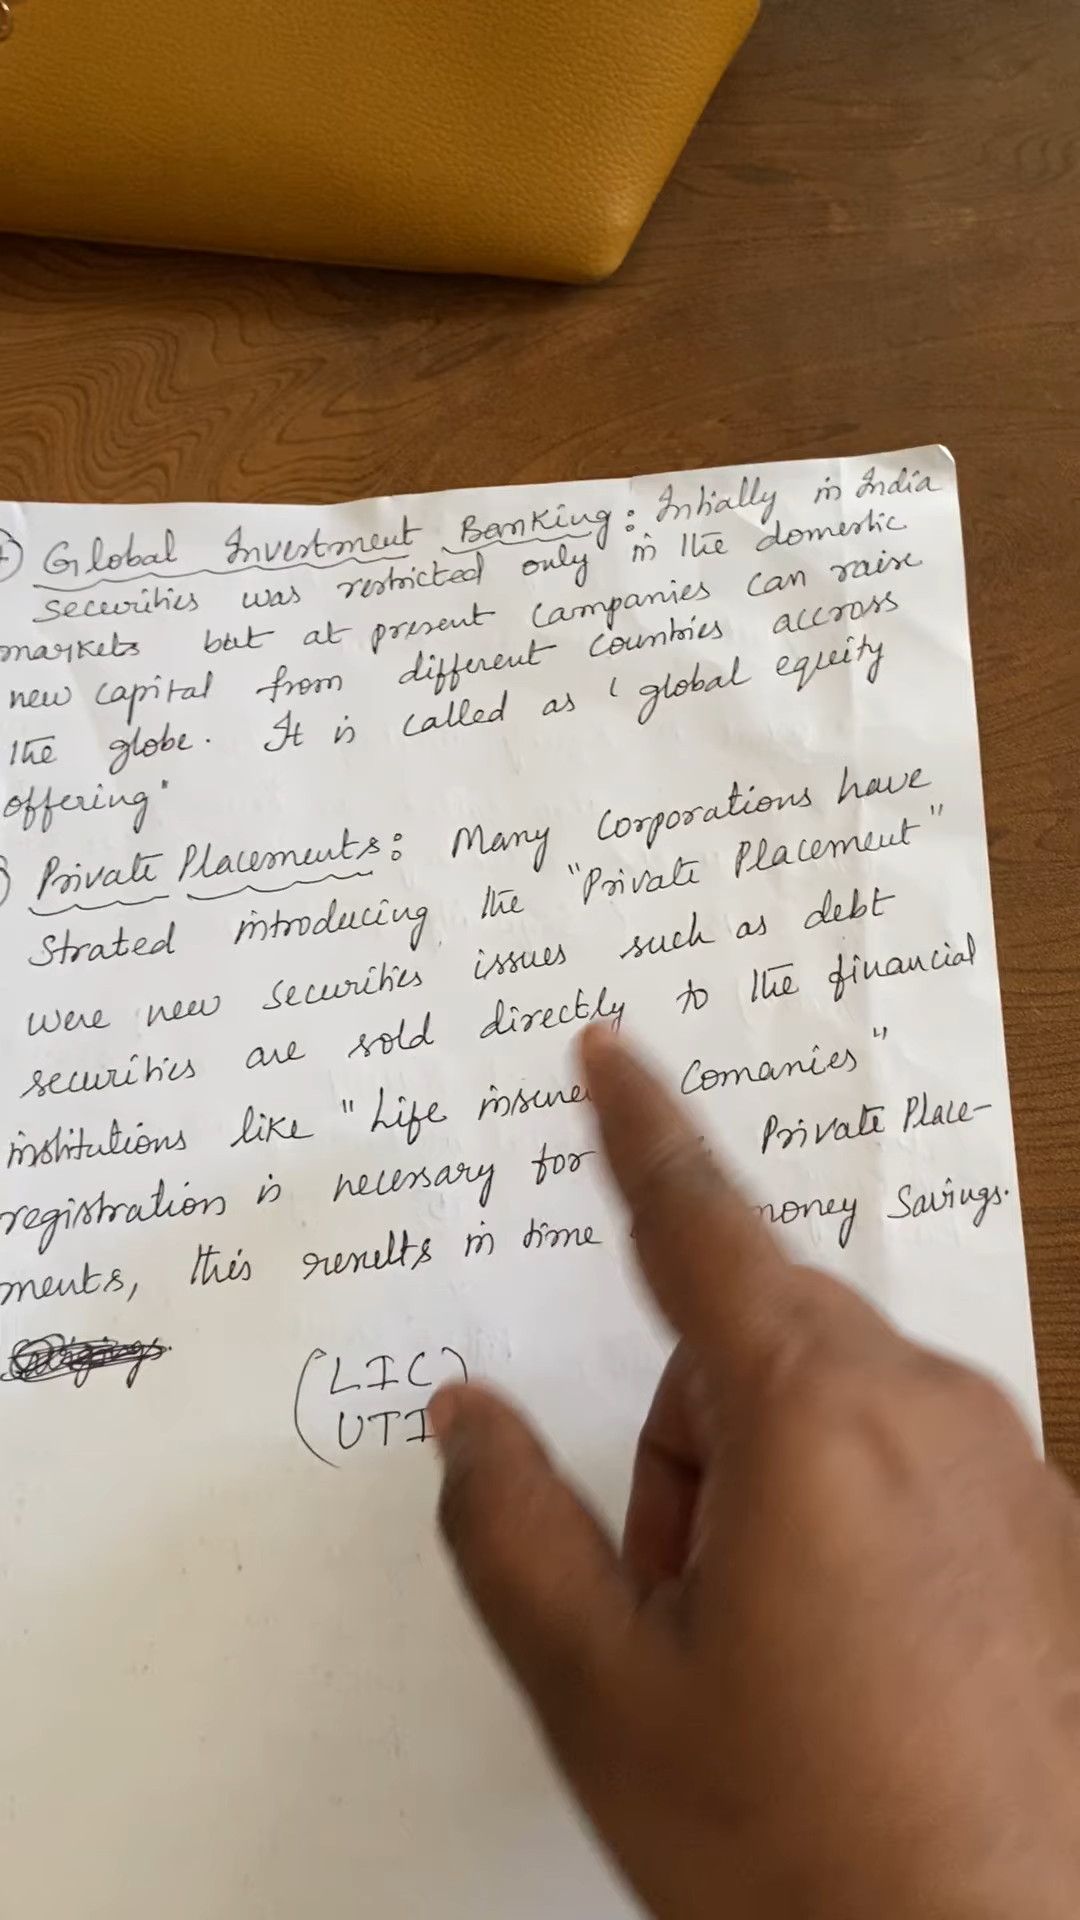 Global Investment Banking: Intially in India
securities was restricted only in the domestic
markets but at present Companies can raise
new capital from different Countries accross
the globe. It is called as 'global equity
offering"
Private Placements: Many Corporations have
Strated introducing the "Private Placement"
were new securities issues such as debt
securities are sold directly to the financial
institutions like "Life Comanies"
registration is necessary for Private Place-
ments, this results in time money Savings.
(LIC)
UTI